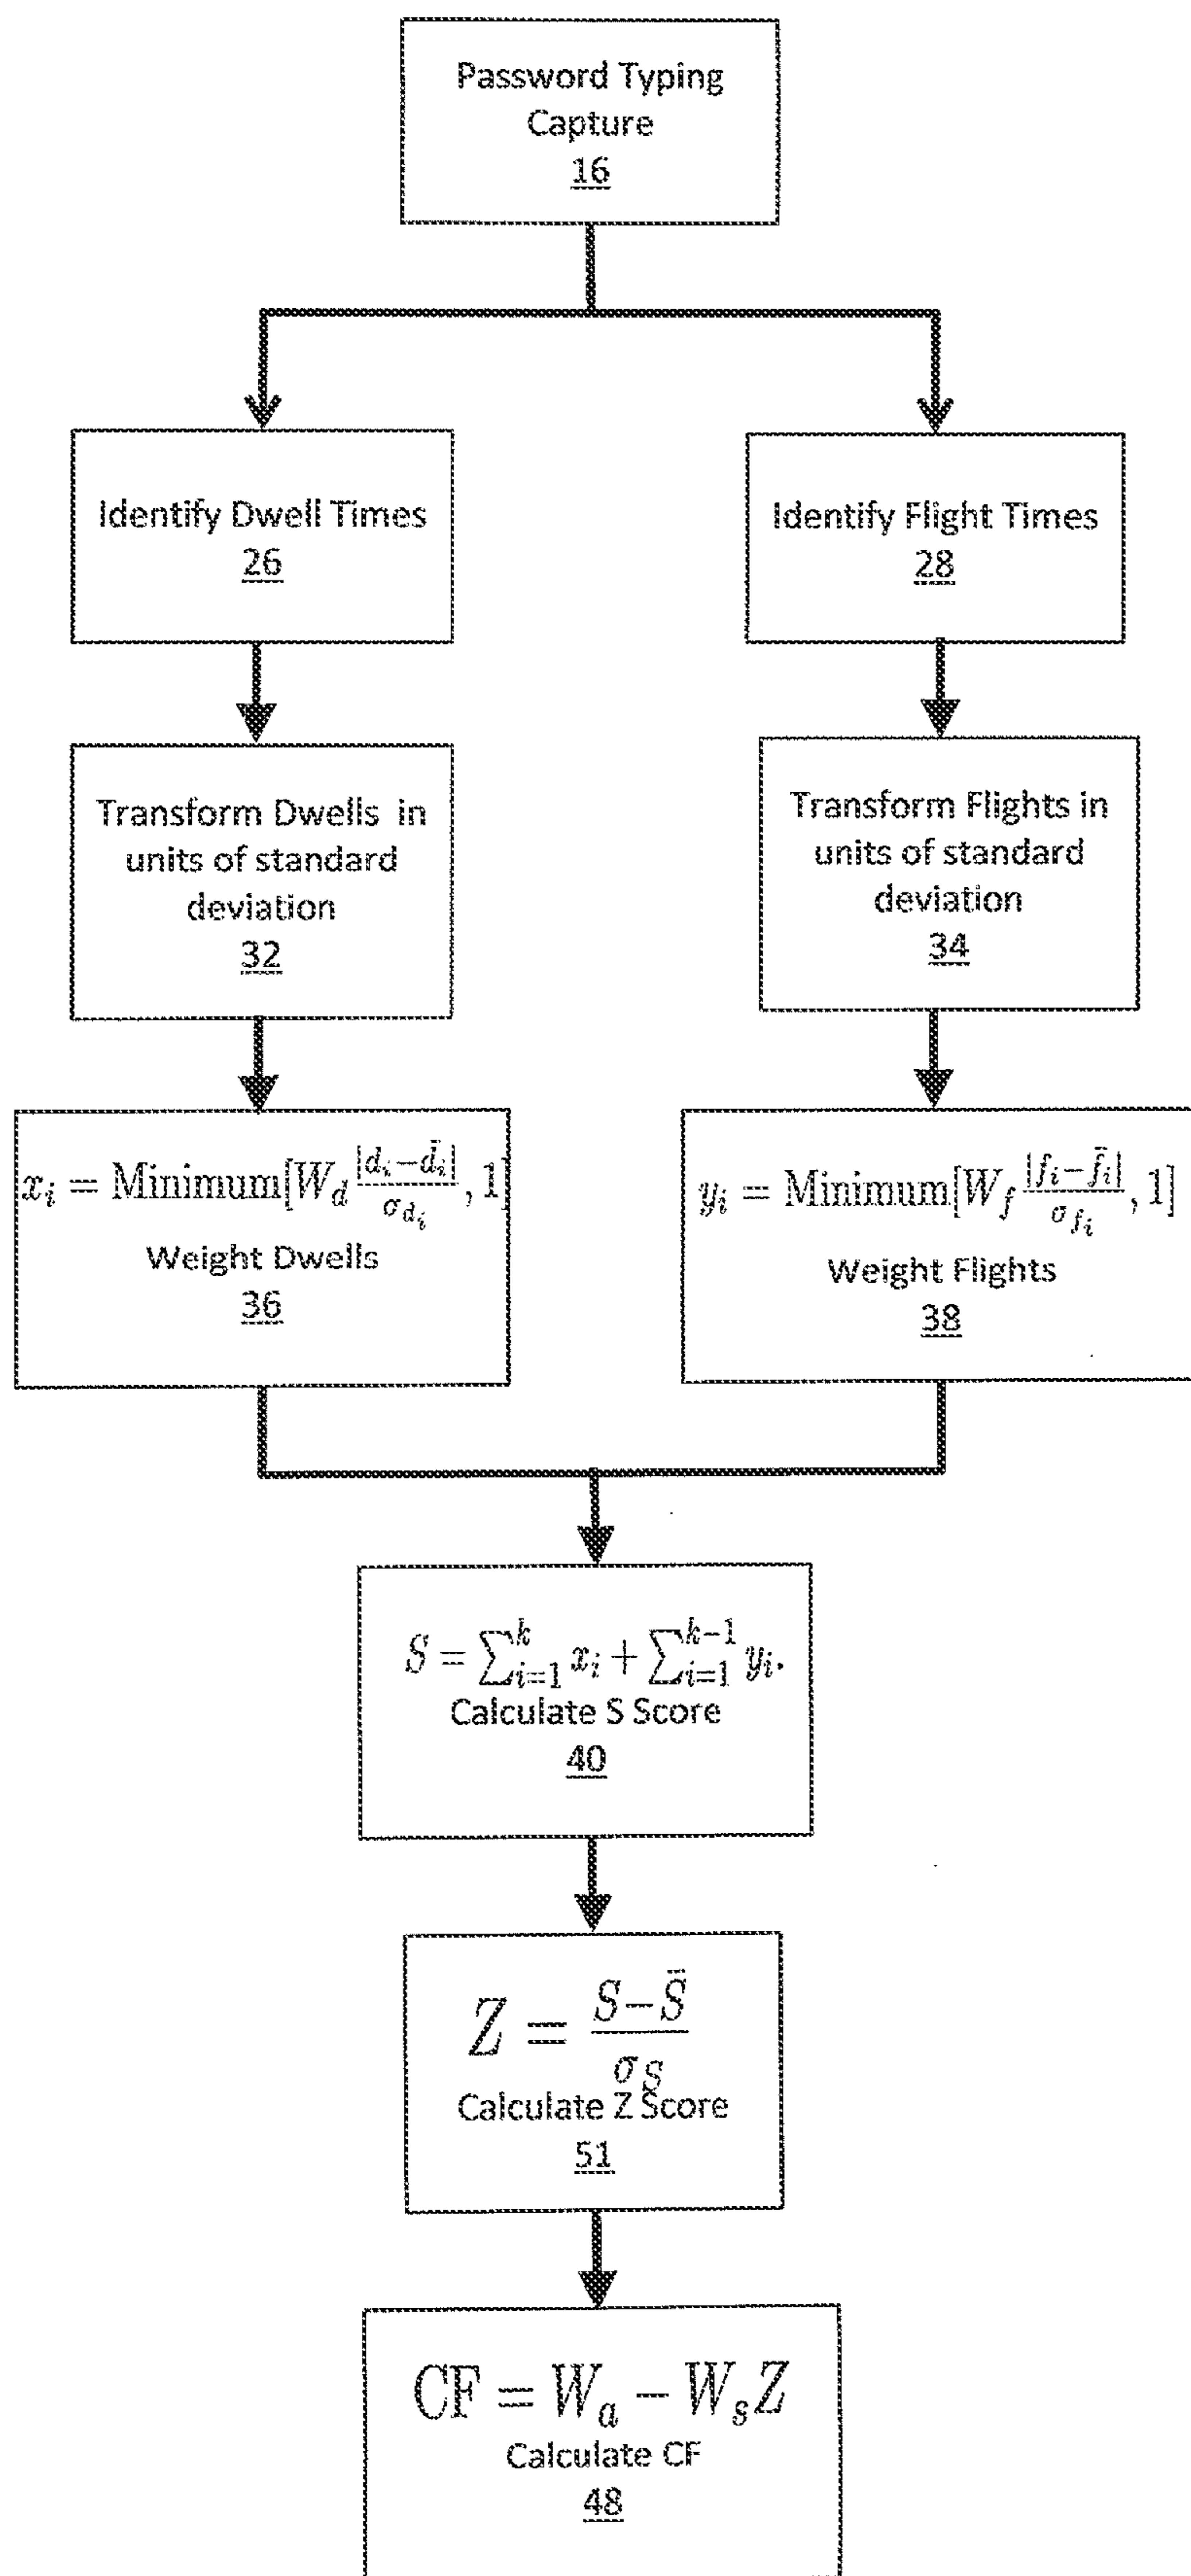 Password Typing
Capture
16
Identify Dwell Times
26
Identify Flight Times
28
Transform Dwells in
units of standard
deviation
32
Transform Flights in
units of standard
deviation
34
x_i = Minimum[W_d |d_i−d̄_i|/σ_{d_i}, 1]
Weight Dwells
36
y_i = Minimum[W_f |f_i−f̄_i|/σ_{f_i}, 1]
Weight Flights
38
S = ∑_{i=1}^{k} x_i + ∑_{i=1}^{k−1} y_i.
Calculate S Score
40
Z = (S−S̄)/σ_S
Calculate Z Score
51
CF = W_a − W_s Z
Calculate CF
48